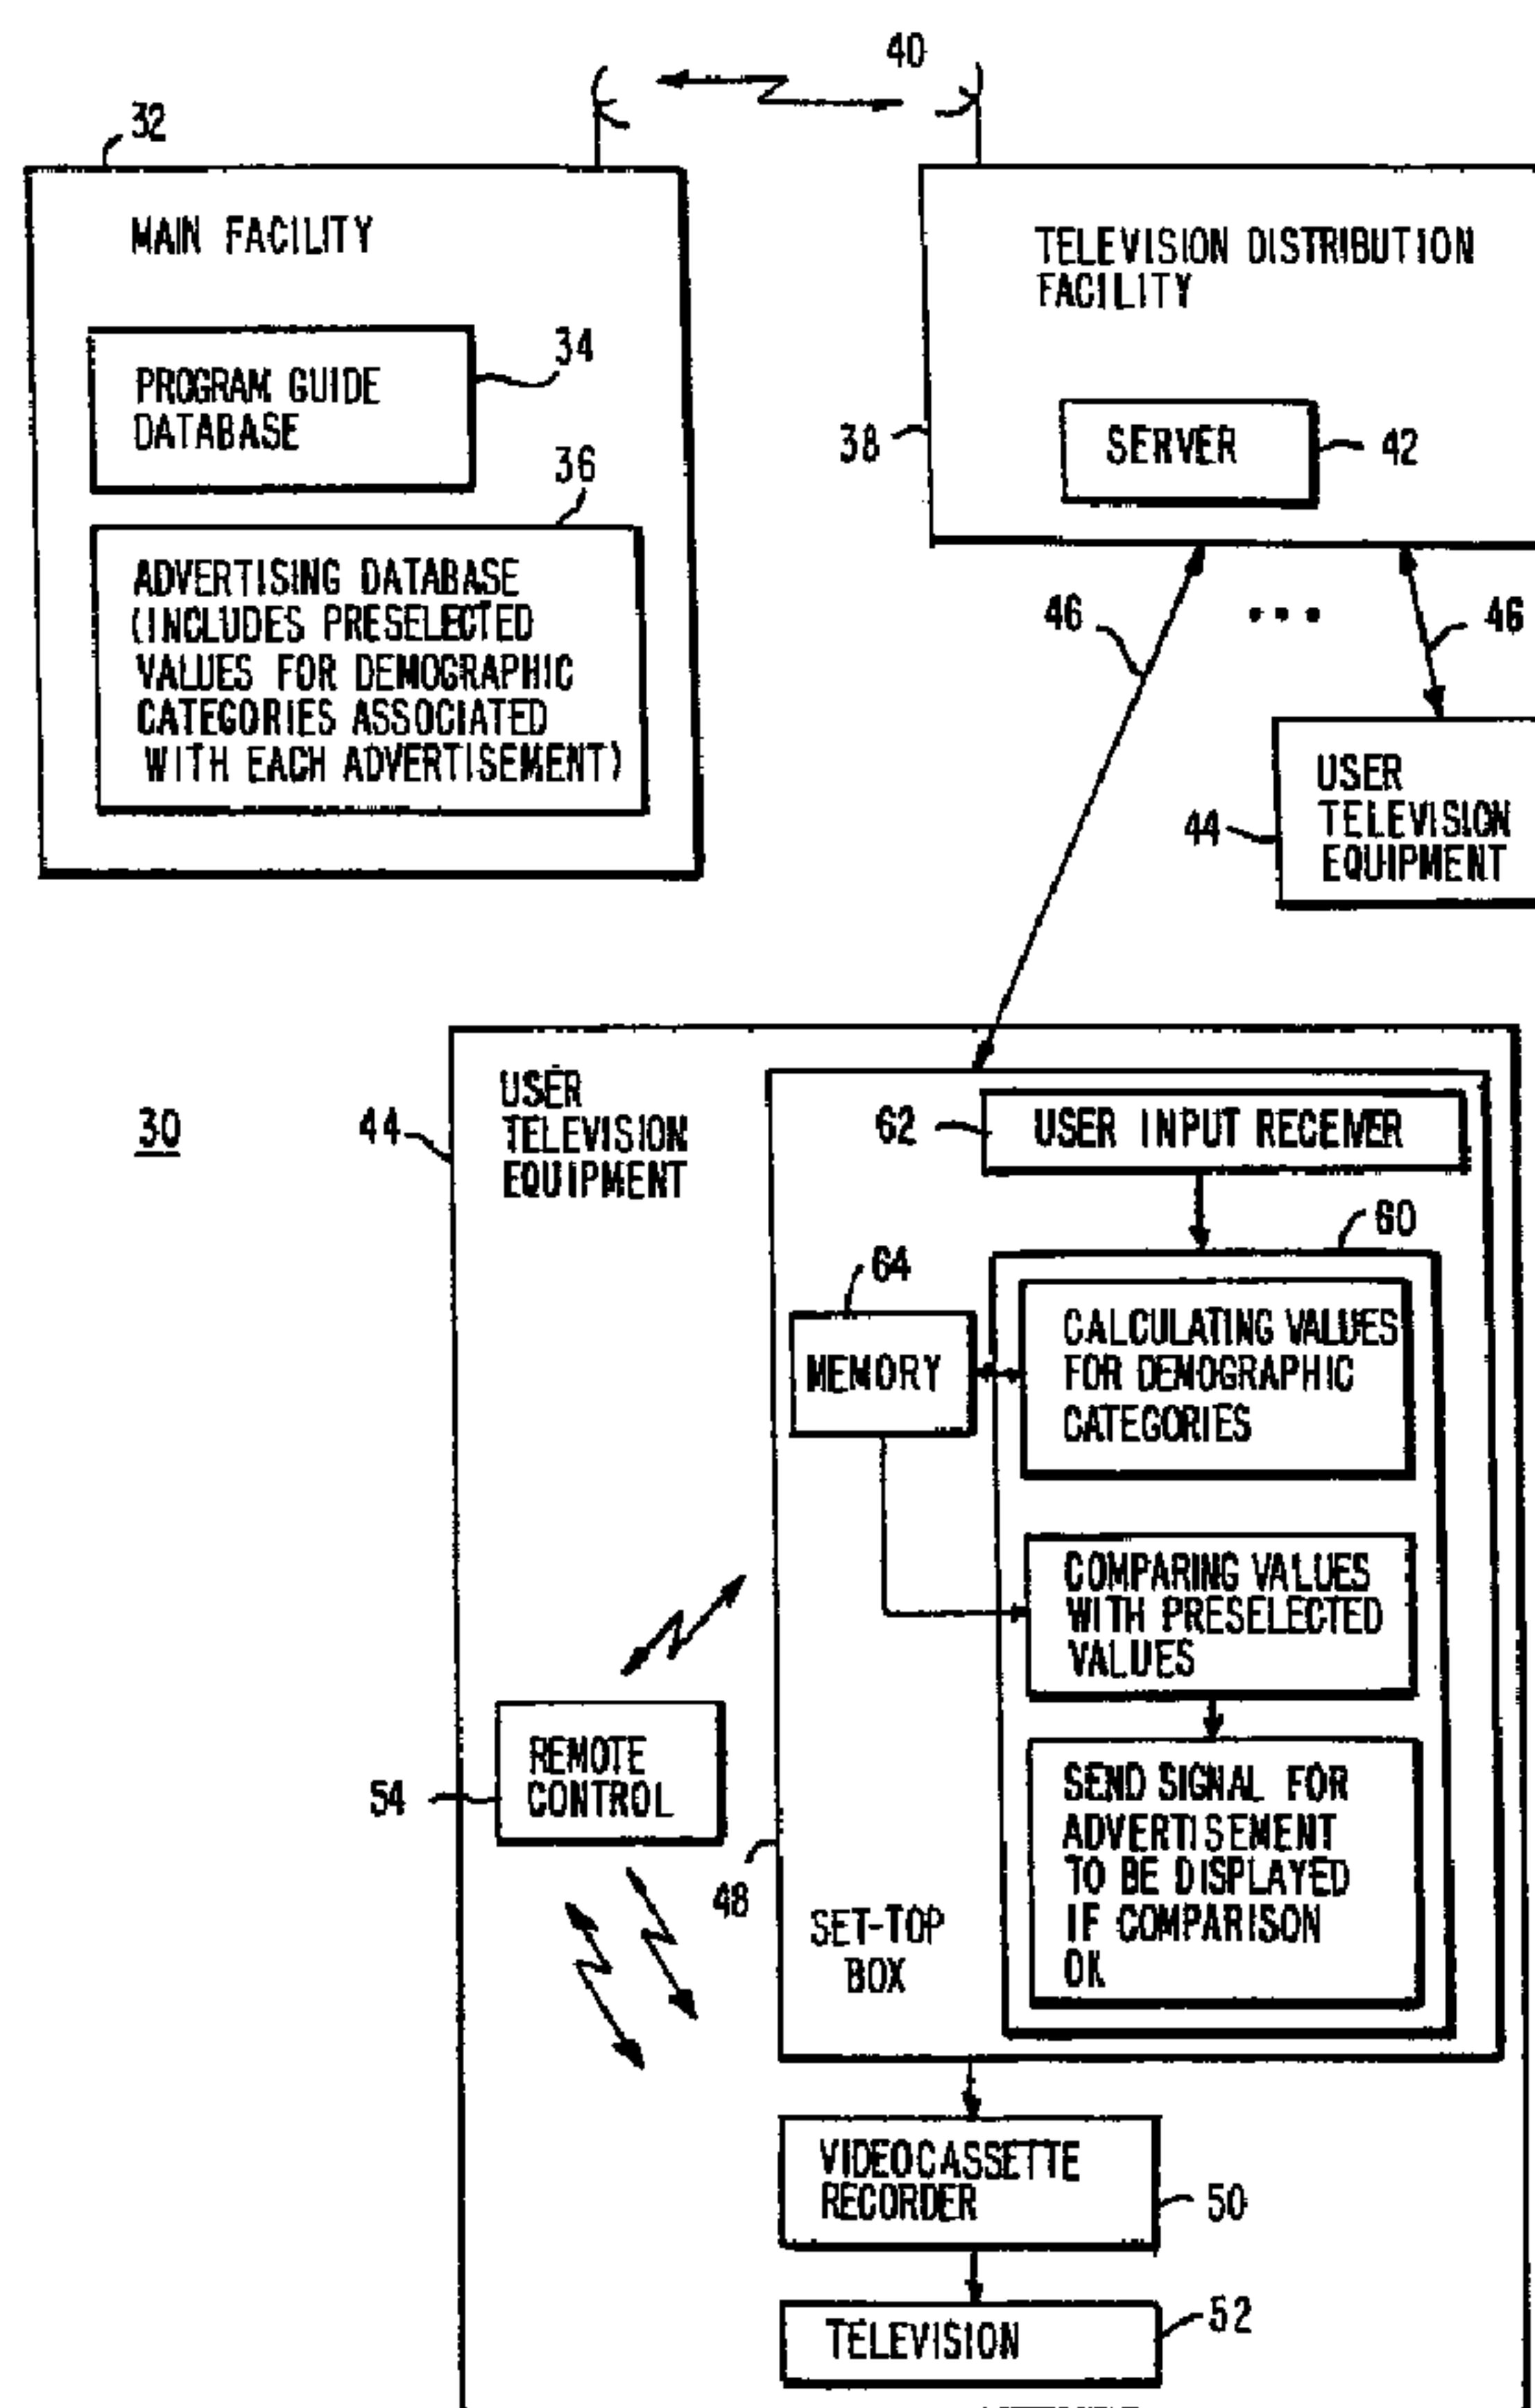 40
32
MAIN FACILITY
PROGRAM GUIDE
DATABASE
34
36
ADVERTISING DATABASE
(INCLUDES PRESELECTED
VALUES FOR DEMOGRAPHIC
CATEGORIES ASSOCIATED
WITH EACH ADVERTISEMENT)
TELEVISION DISTRIBUTION
FACILITY
38
SERVER
42
46
• • •
46
44
USER
TELEVISION
EQUIPMENT
30
44
USER
TELEVISION
EQUIPMENT
62
USER INPUT RECEIVER
60
64
MEMORY
CALCULATING VALUES
FOR DEMOGRAPHIC
CATEGORIES
COMPARING VALUES
WITH PRESELECTED
VALUES
REMOTE
CONTROL
54
48
SET-TOP
BOX
SEND SIGNAL FOR
ADVERTISEMENT
TO BE DISPLAYED
IF COMPARISON
OK
VIDEOCASSETTE
RECORDER
50
TELEVISION
52